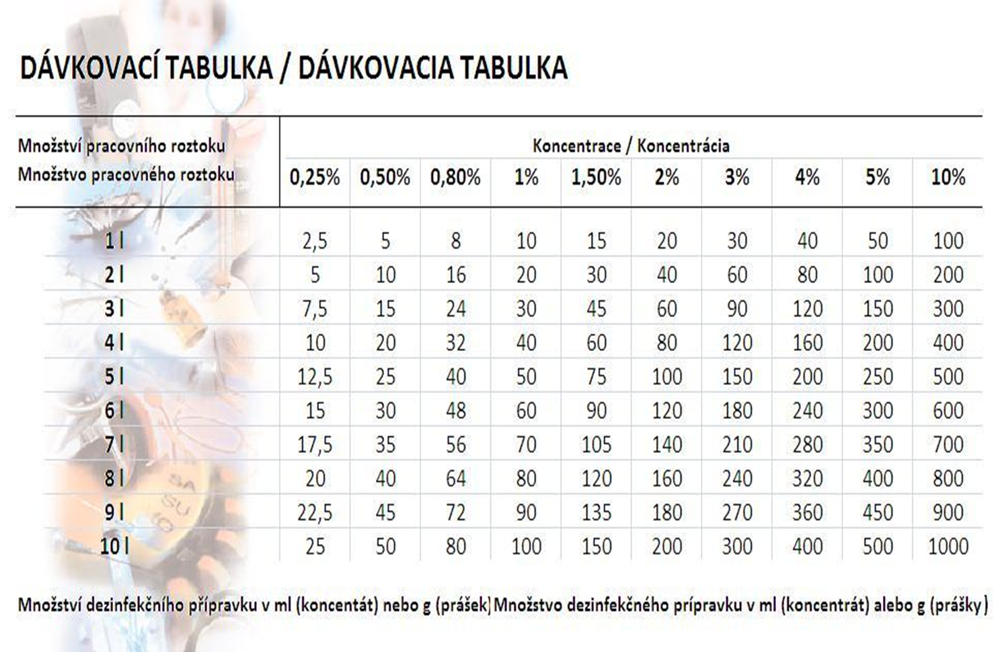 DÁVKOVACÍ TABULKA / DÁVKOVACIA TABULKA
Množství pracovního roztoku
Množstvo pracovného roztoku
Koncentrace / Koncentrácia
0,25% 0,50% 0,80% 1% 1,50% 2% 3% 4% 5% 10%
1 l 2,5 5 8 10 15 20 30 40 50 100
2 l 5 10 16 20 30 40 60 80 100 200
3 l 7,5 15 24 30 45 60 90 120 150 300
4 l 10 20 32 40 60 80 120 160 200 400
5 l 12,5 25 40 50 75 100 150 200 250 500
6 l 15 30 48 60 90 120 180 240 300 600
7 l 17,5 35 56 70 105 140 210 280 350 700
8 l 20 40 64 80 120 160 240 320 400 800
9 l 22,5 45 72 90 135 180 270 360 450 900
10 l 25 50 80 100 150 200 300 400 500 1000
Množství dezinfekčního přípravku v ml (koncentát) nebo g (prášek) Množstvo dezinfekčného prípravku v ml (koncentrát) alebo g (prášky)
SA
SU
10